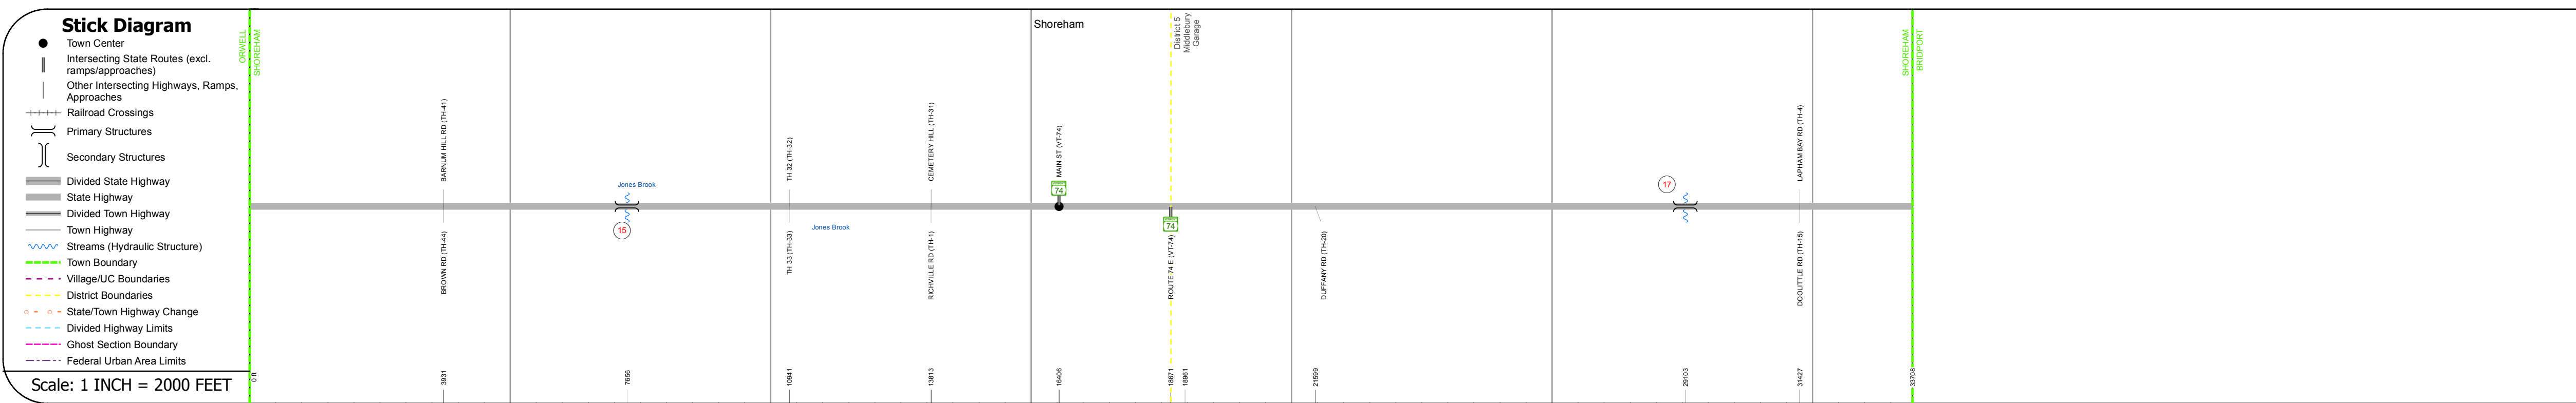 Stick Diagram
Town Center
Intersecting State Routes (excl.
ramps/approaches)
Other Intersecting Highways, Ramps,
Approaches
Railroad Crossings
Primary Structures
Secondary Structures
Divided State Highway
State Highway
Divided Town Highway
Town Highway
Streams (Hydraulic Structure)
Town Boundary
Village/UC Boundaries
District Boundaries
State/Town Highway Change
Divided Highway Limits
Ghost Section Boundary
Federal Urban Area Limits
Scale: 1 INCH = 2000 FEET
ORWELL
SHOREHAM
0 ft
BARNUM HILL RD (TH-41)
BROWN RD (TH-44)
3931
Jones Brook
15
7656
TH 32 (TH-32)
TH 33 (TH-33)
10941
Jones Brook
CEMETERY HILL (TH-31)
RICHVILLE RD (TH-1)
13813
Shoreham
MAIN ST (VT-74)
74
16406
District 5
Middlebury
Garage
74
ROUTE 74 E (VT-74)
18671
18961
DUFFANY RD (TH-20)
21599
17
29103
LAPHAM BAY RD (TH-4)
DOOLITTLE RD (TH-15)
31427
SHOREHAM
BRIDPORT
33708